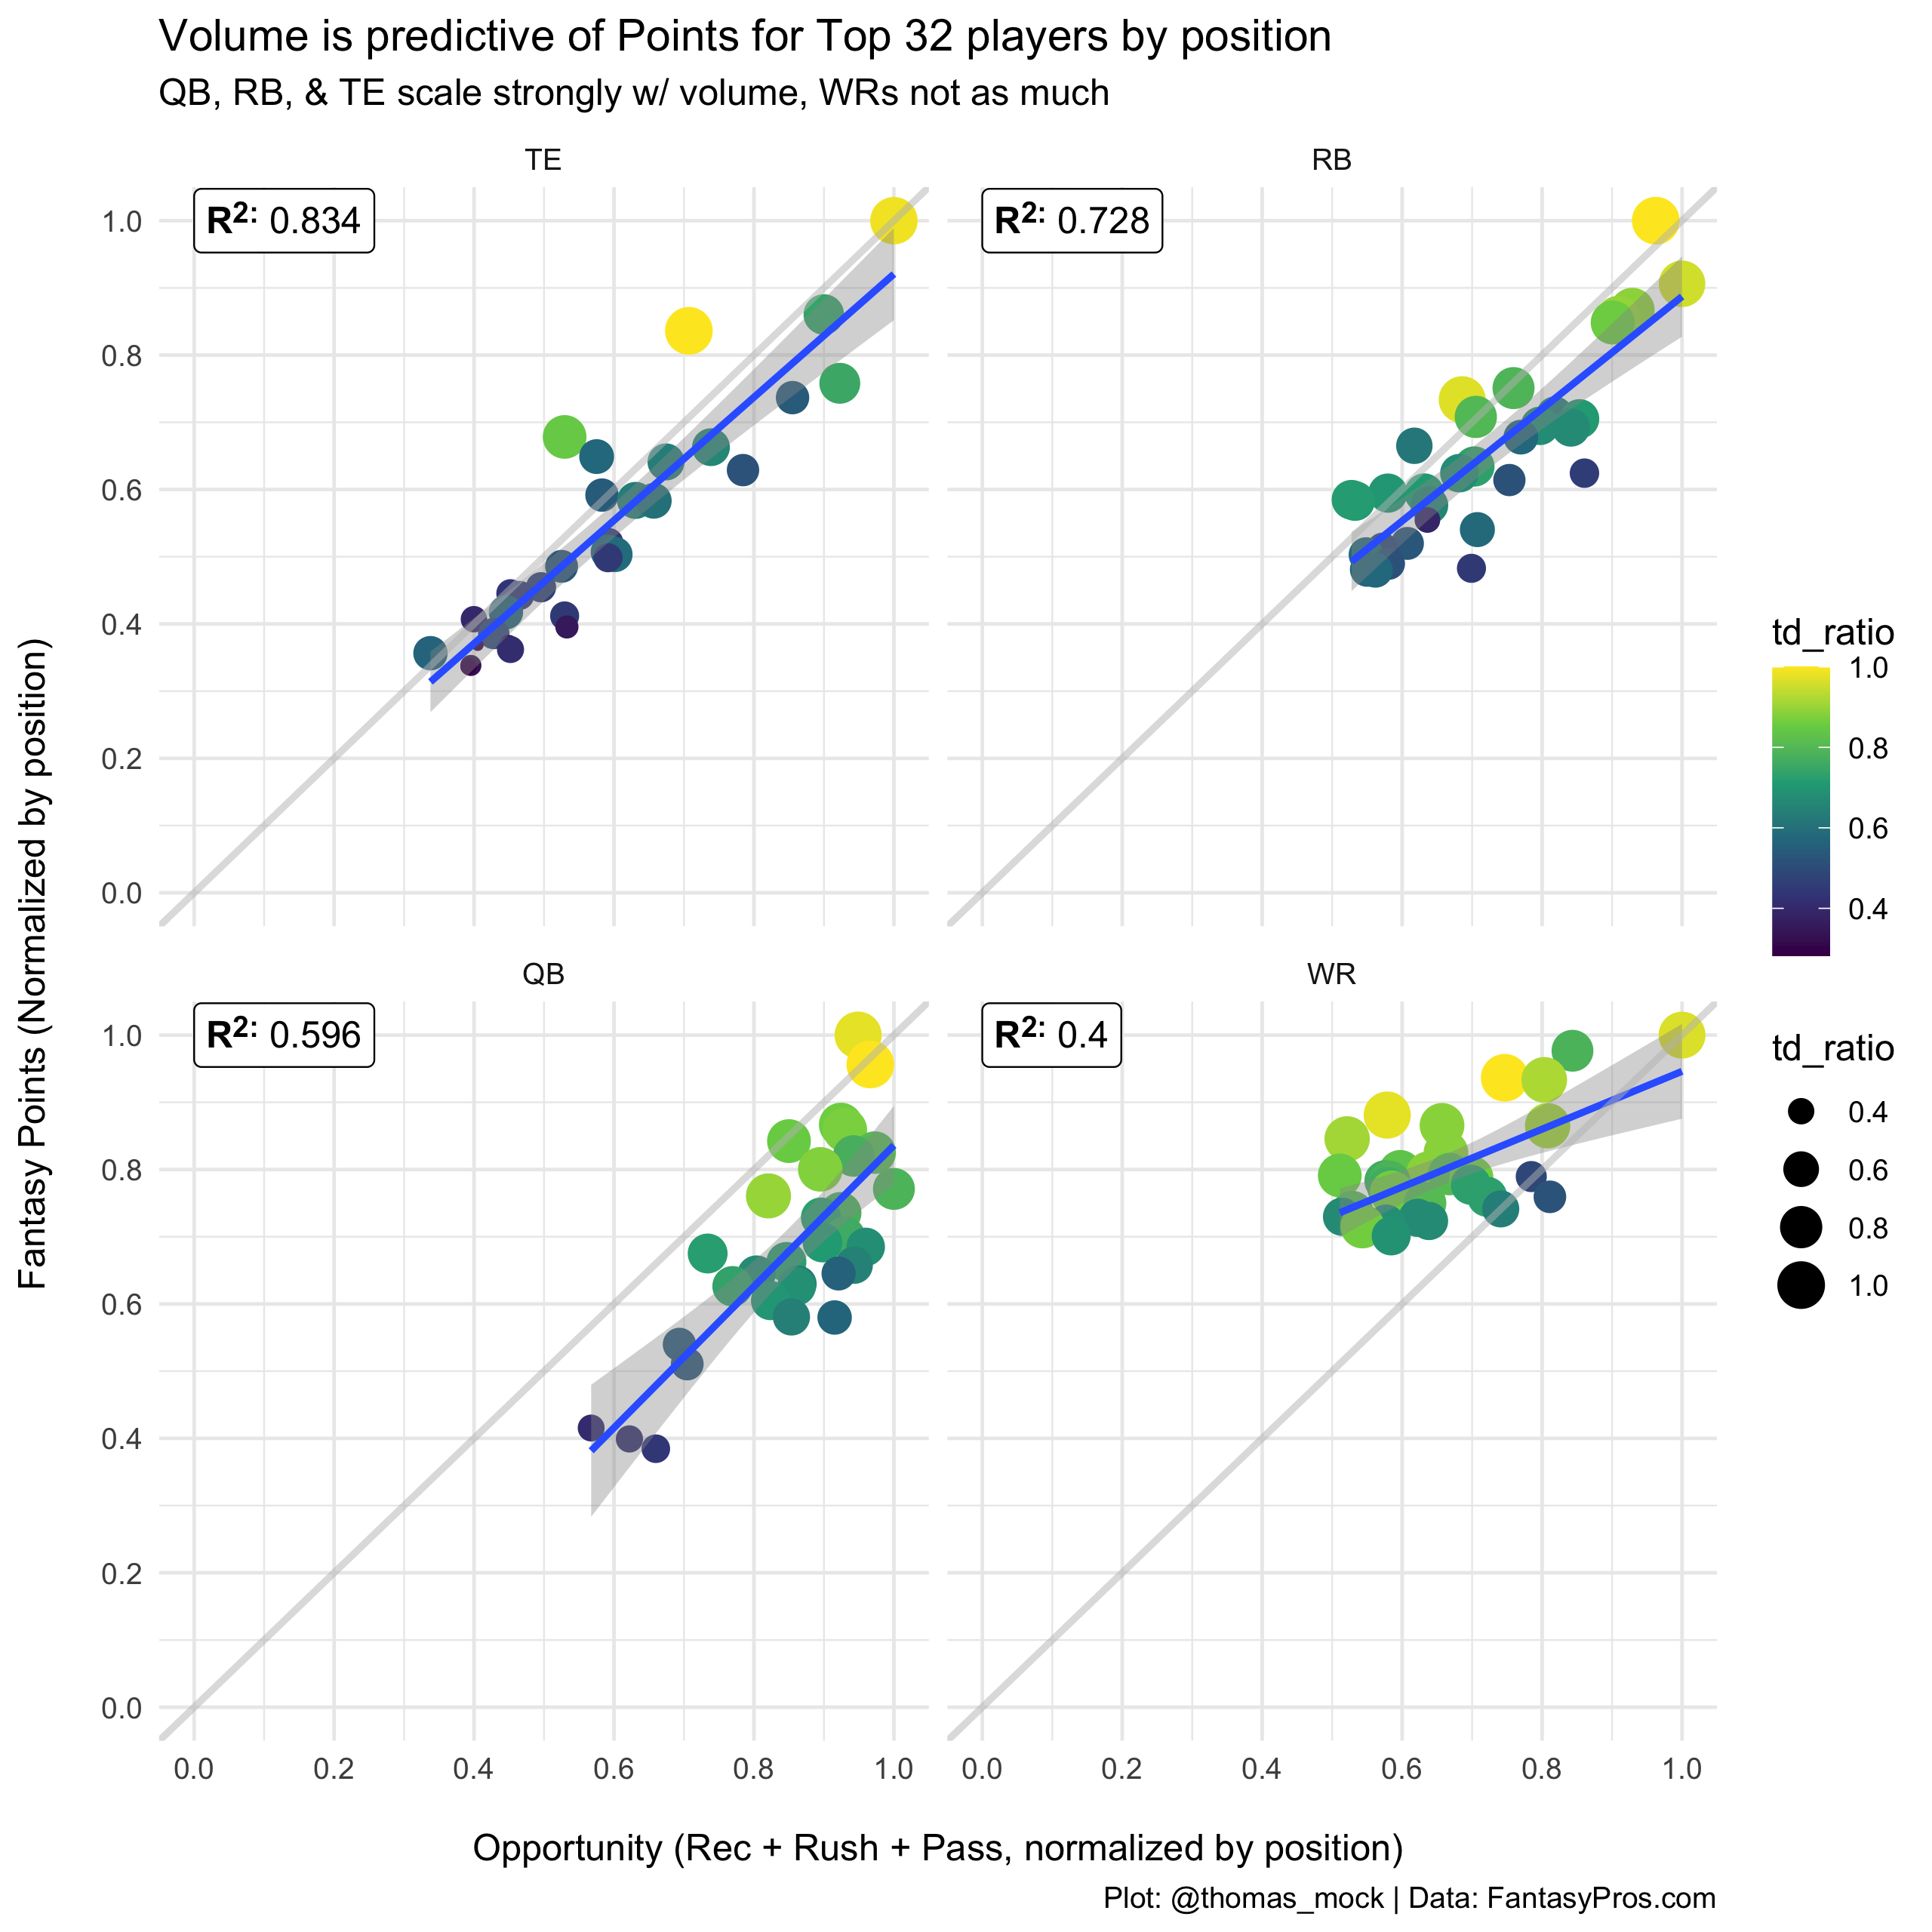 Volume is predictive of Points for Top 32 players by position
QB, RB, & TE scale strongly w/ volume, WRs not as much
TE
RB
R2: 0.834
R2: 0.728
1.0
0.8
0.6
0.4
0.2
0.0
QB
WR
R2: 0.596
R2: 0.4
1.0
0.8
0.6
0.4
0.2
0.0
0.0 0.2 0.4 0.6 0.8 1.0
0.0 0.2 0.4 0.6 0.8 1.0
Fantasy Points (Normalized by position)
Opportunity (Rec + Rush + Pass, normalized by position)
td_ratio
1.0
0.8
0.6
0.4
td_ratio
0.4
0.6
0.8
1.0
Plot: @thomas_mock | Data: FantasyPros.com